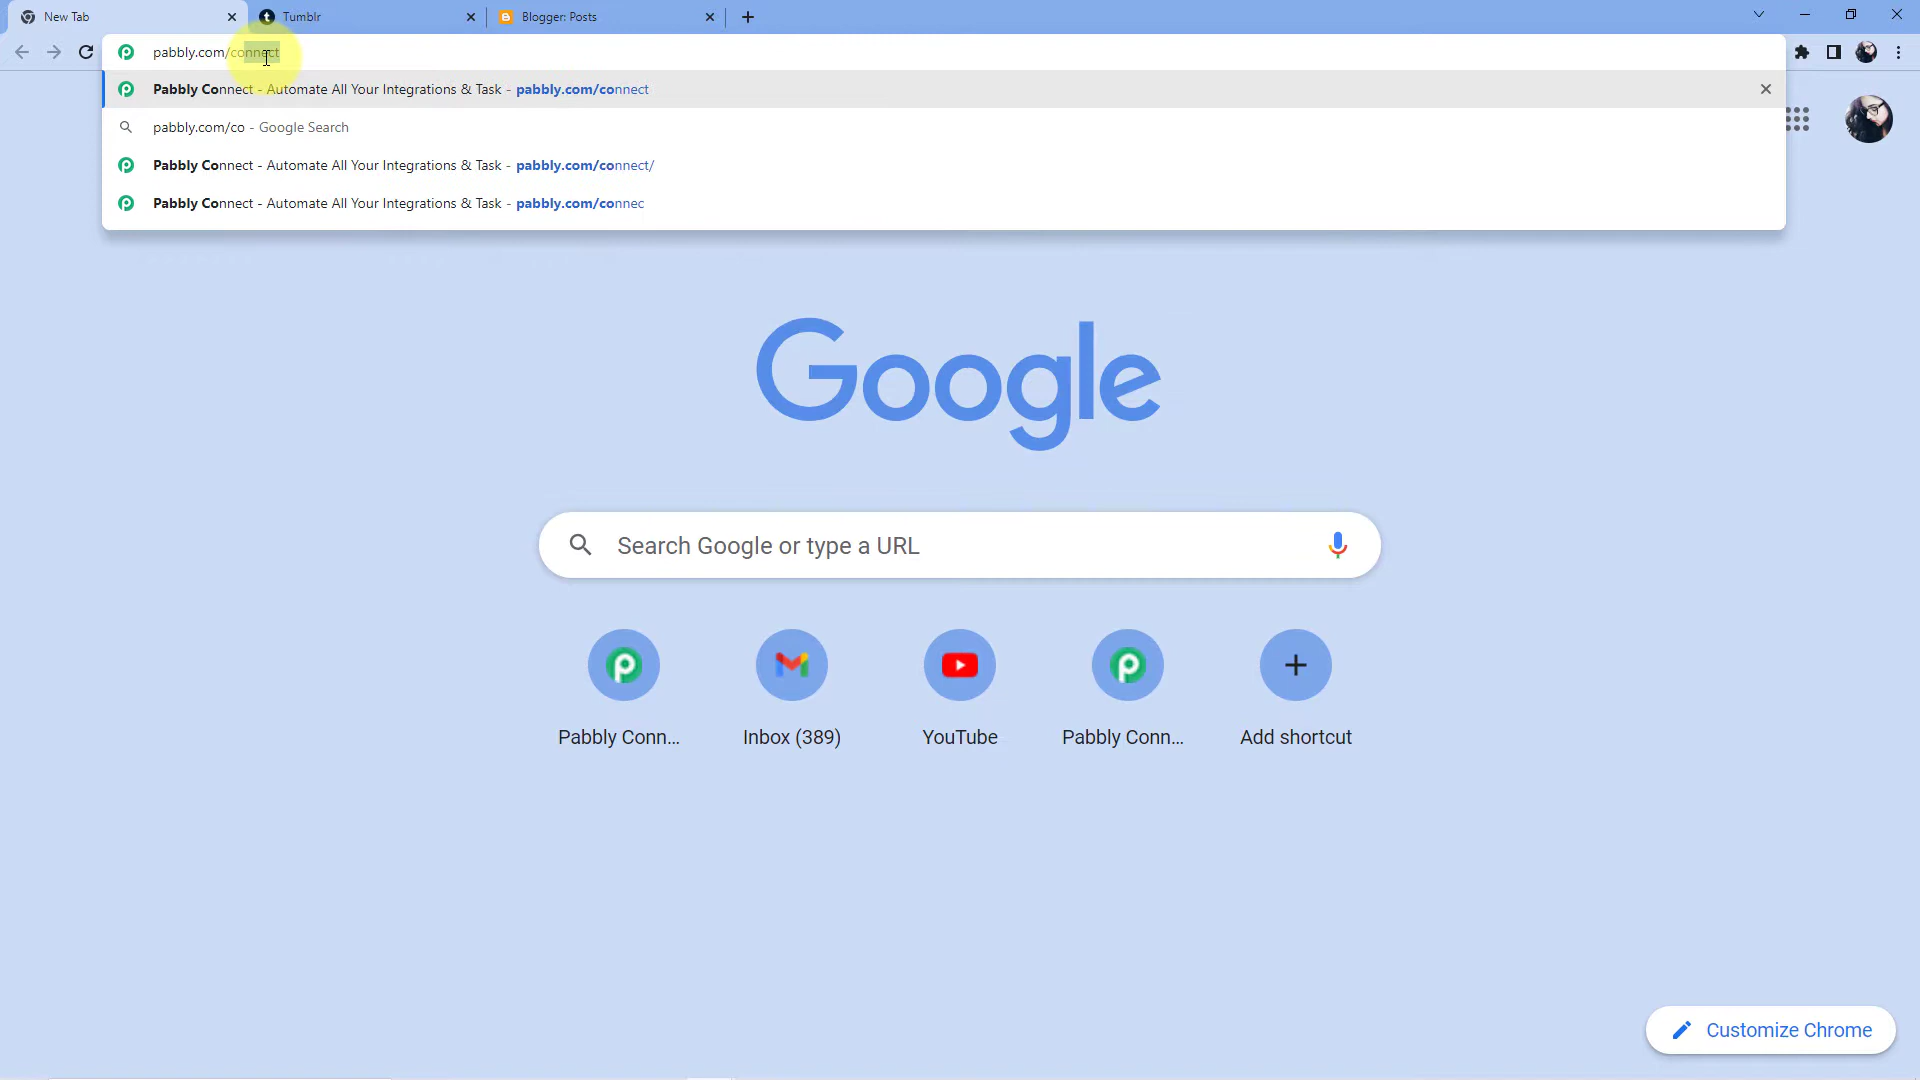 New Tab
Tumblr
Blogger: Posts
pabbly.com/connect
Pabbly Connect - Automate All Your Integrations & Task - pabbly.com/connect
pabbly.com/co - Google Search
Pabbly Connect - Automate All Your Integrations & Task - pabbly.com/connect/
Pabbly Connect - Automate All Your Integrations & Task - pabbly.com/connec
Google
Search Google or type a URL
Pabbly Conn...
Inbox (389)
YouTube
Pabbly Conn...
Add shortcut
Customize Chrome